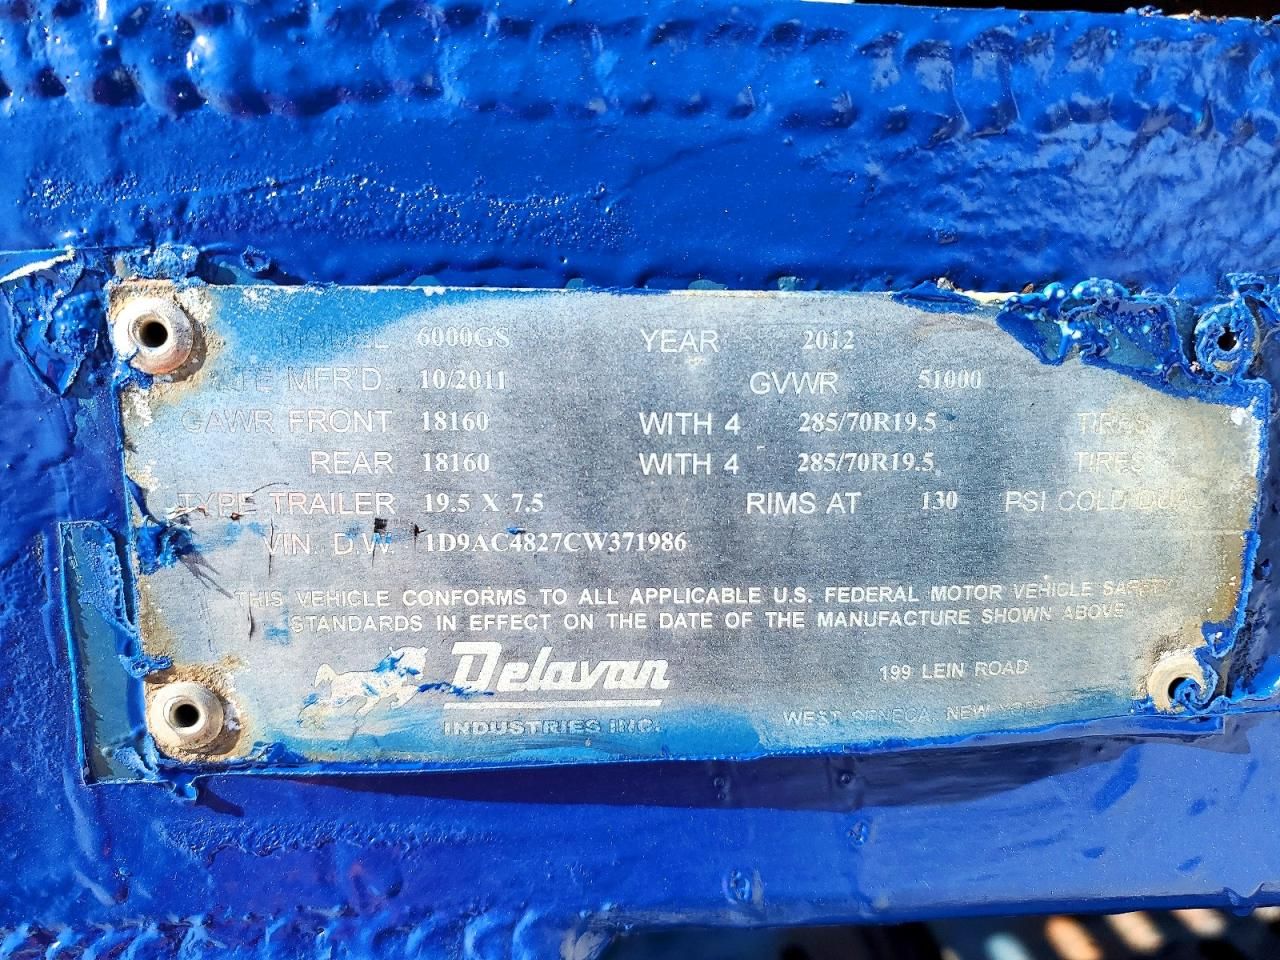 MODEL 6000GS YEAR 2012
DATE MFR'D. 10/2011 GVWR 51000
GAWR FRONT 18160 WITH 4 285/70R19.5 TIRES
REAR 18160 WITH 4 285/70R19.5 TIRES
TYPE TRAILER 19.5 X 7.5 RIMS AT 130 PSI COLD/DUAL
VIN. D.W. 1D9AC4827CW371986
THIS VEHICLE CONFORMS TO ALL APPLICABLE U.S. FEDERAL MOTOR VEHICLE SAFETY
STANDARDS IN EFFECT ON THE DATE OF THE MANUFACTURE SHOWN ABOVE
Delavan 199 LEIN ROAD
INDUSTRIES INC. WEST SENECA, NEW YORK